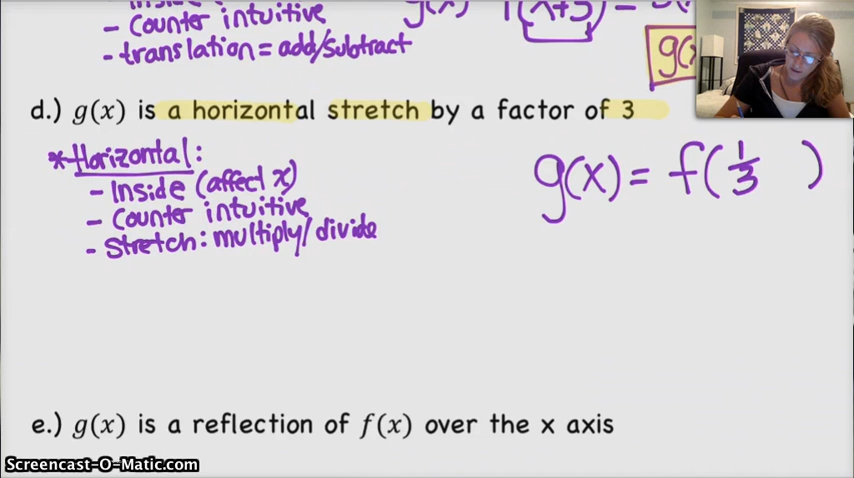 - Counter intuitive
- translation = add/subtract
d.) g(x) is a horizontal stretch by a factor of 3
*Horizontal:
- Inside (affect x)
- Counter intuitive
- Stretch: multiply/divide
g(x) = f(1/3 )
e.) g(x) is a reflection of f(x) over the x axis
Screencast-O-Matic.com